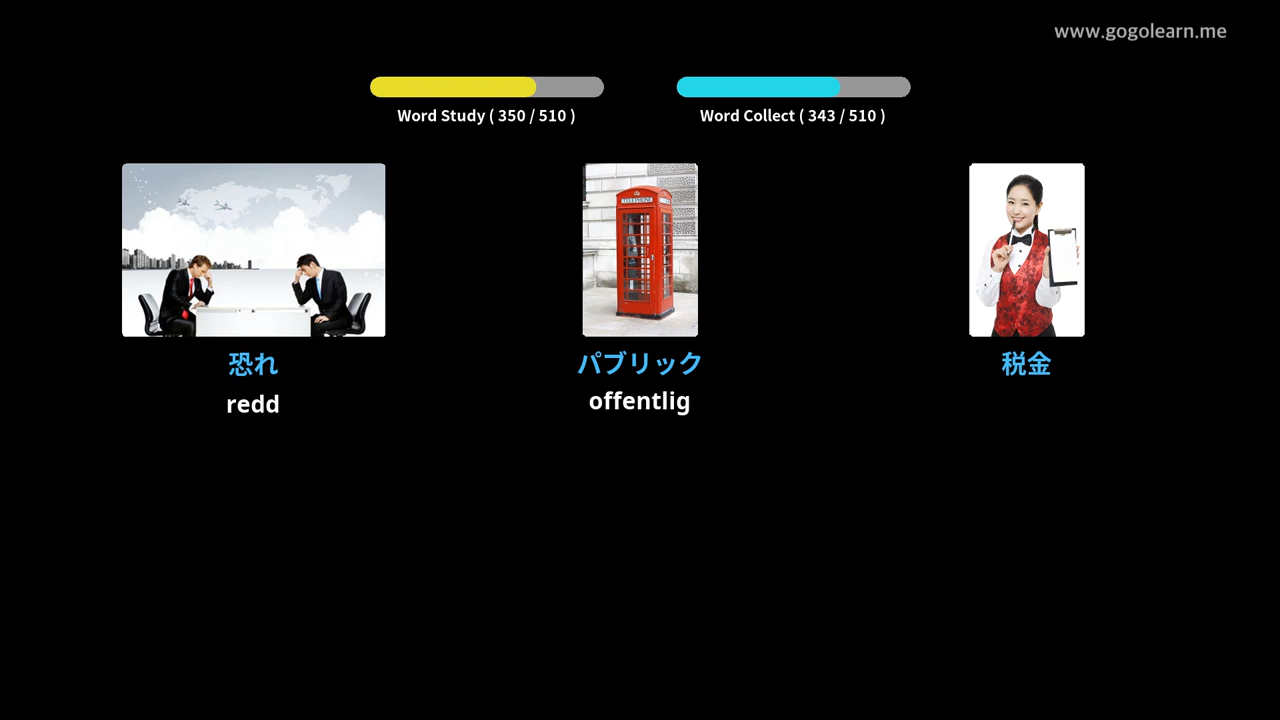 www.gogolearn.me
Word Study ( 350 / 510 )
Word Collect ( 343 / 510 )
TELEPHONE
恐れ
パブリック
税金
redd
offentlig